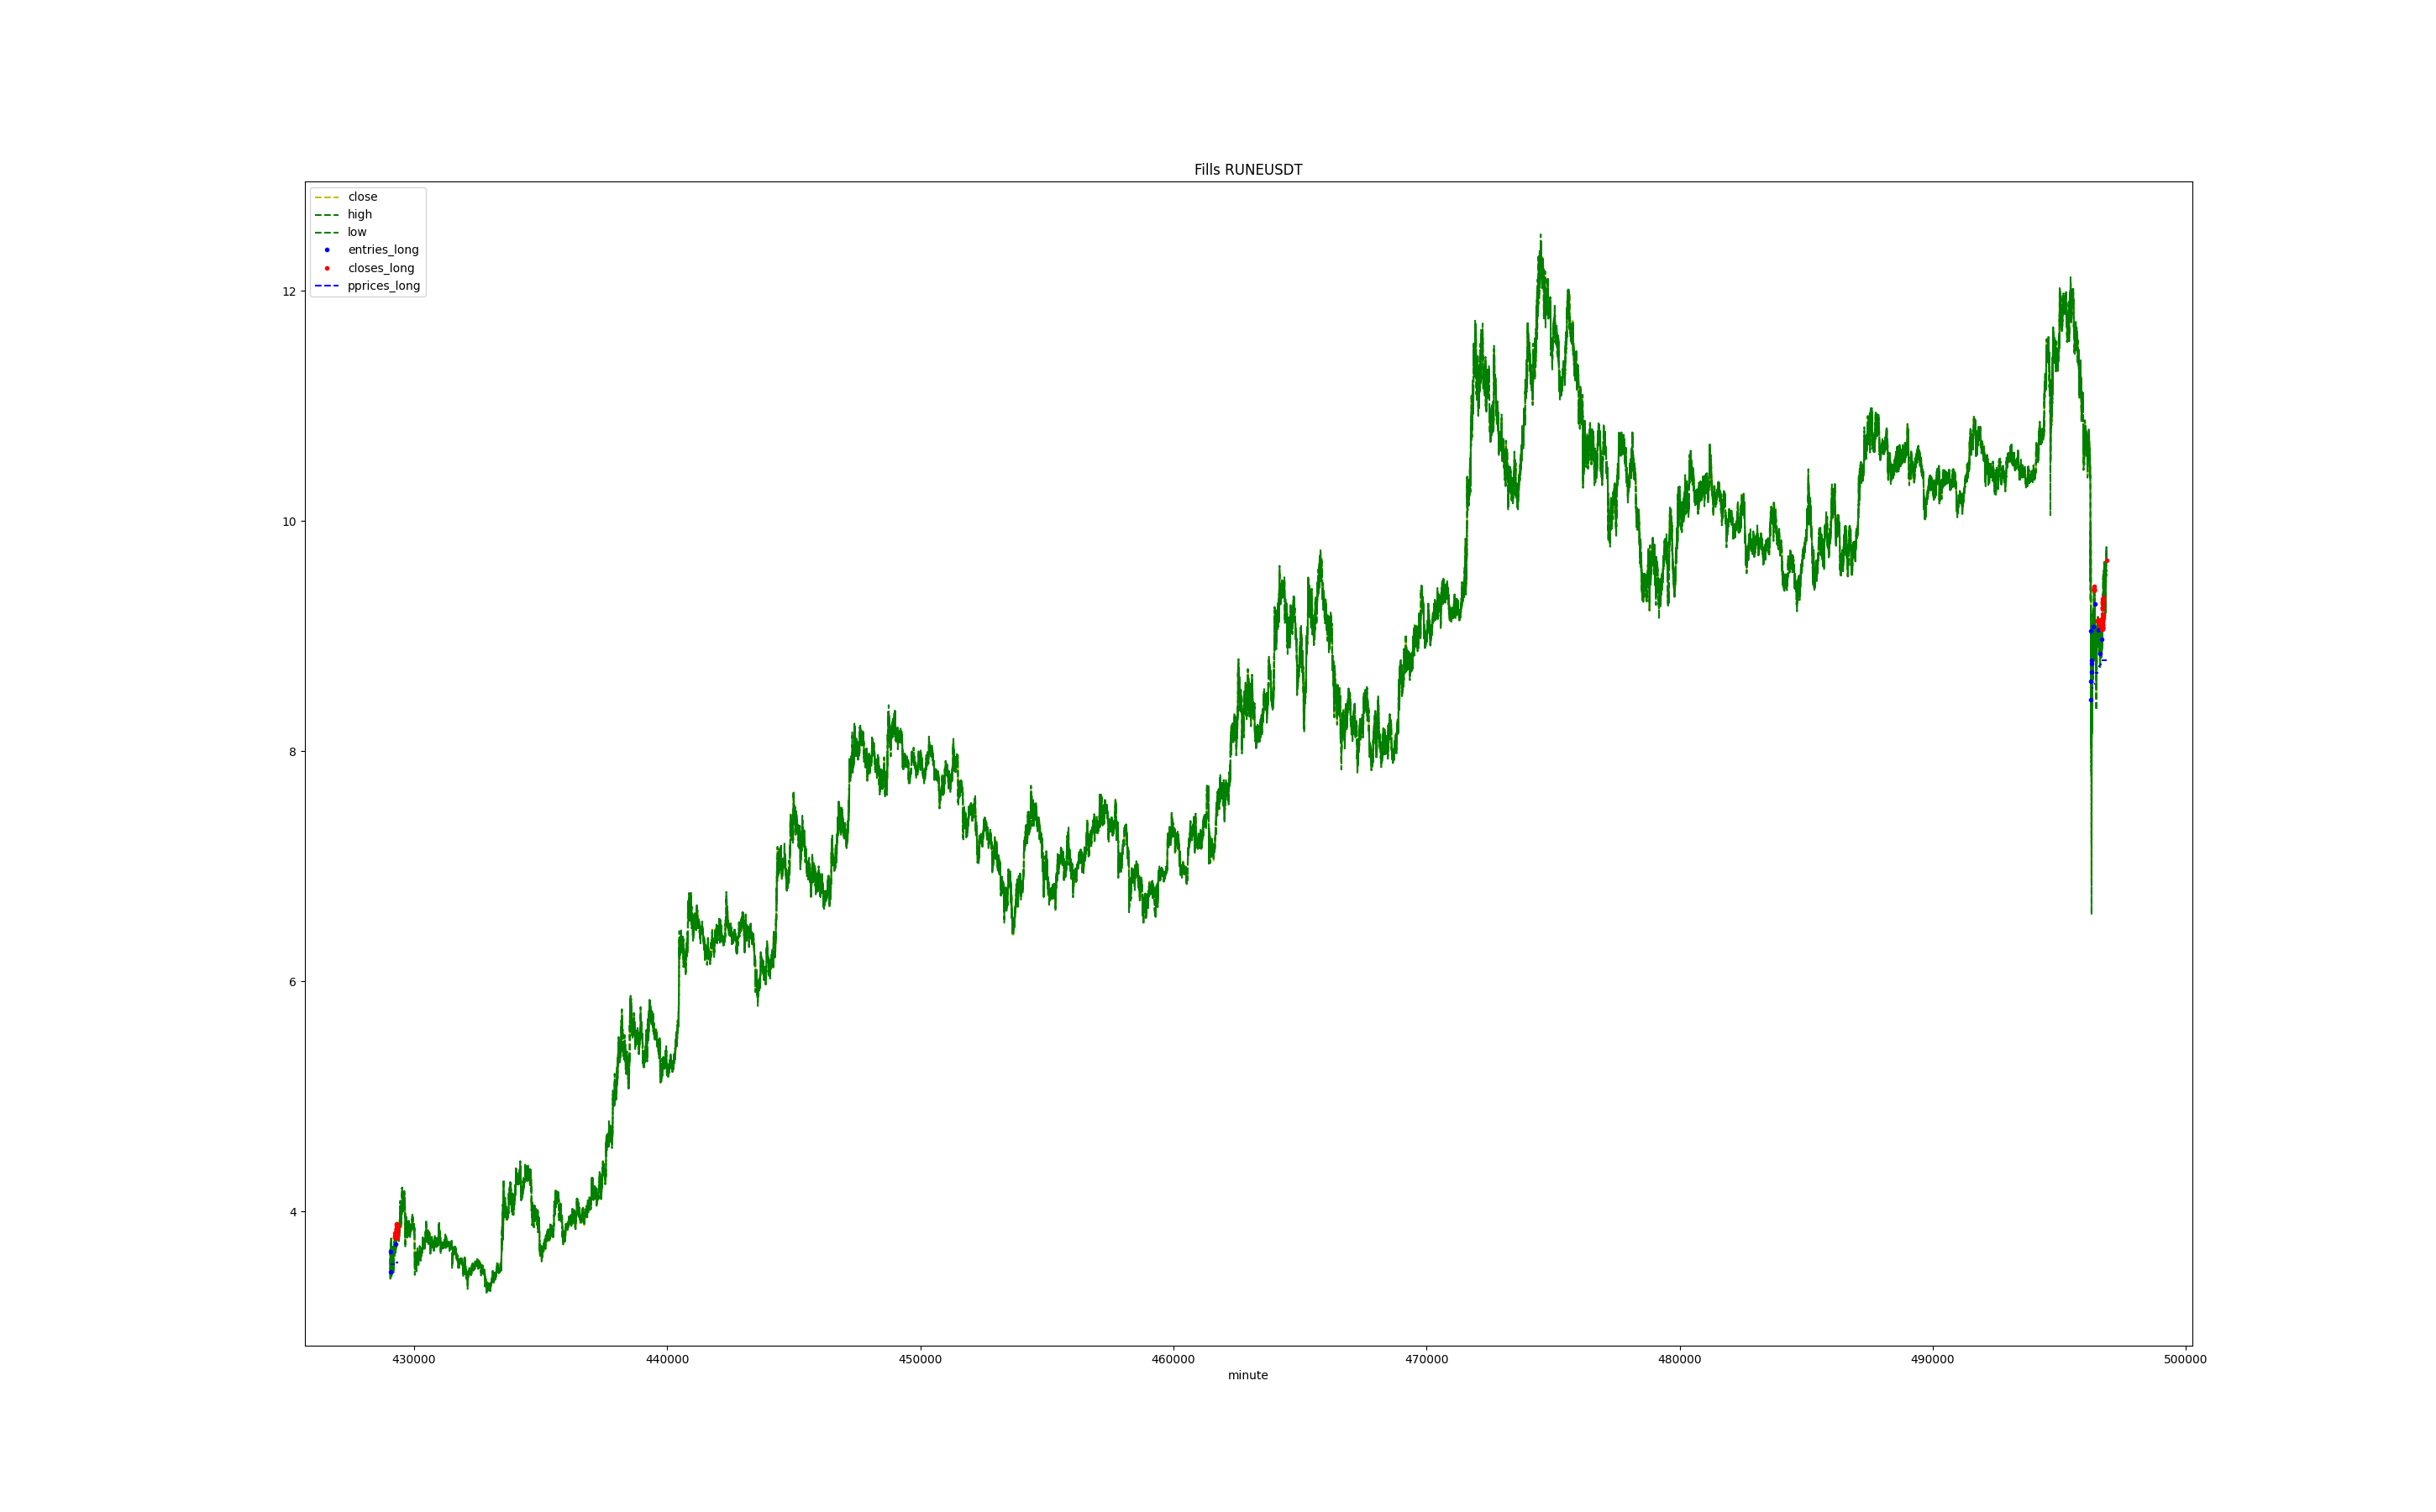 Fills RUNEUSDT
close
high
low
entries_long
closes_long
pprices_long
12
10
8
6
4
430000 440000 450000 460000 470000 480000 490000 500000
minute